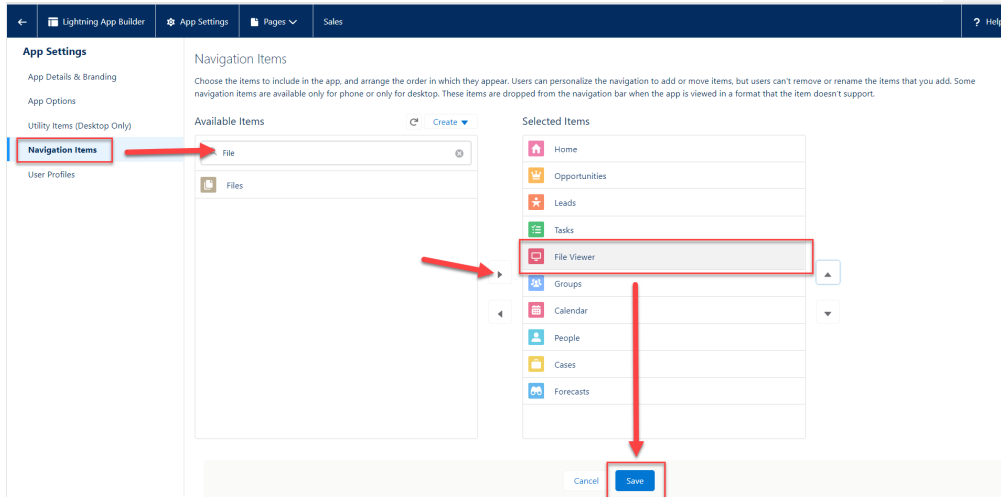 Lightning App Builder
App Settings
Pages
Sales
? Help
App Settings
App Details & Branding
App Options
Utility Items (Desktop Only)
Navigation Items
User Profiles
Navigation Items
Choose the items to include in the app, and arrange the order in which they appear. Users can personalize the navigation to add or move items, but users can't remove or rename the items that you add. Some
navigation items are available only for phone or only for desktop. These items are dropped from the navigation bar when the app is viewed in a format that the item doesn't support.
Available Items
Create
File
Files
Selected Items
Home
Opportunities
Leads
Tasks
File Viewer
Groups
Calendar
People
Cases
Forecasts
Cancel
Save